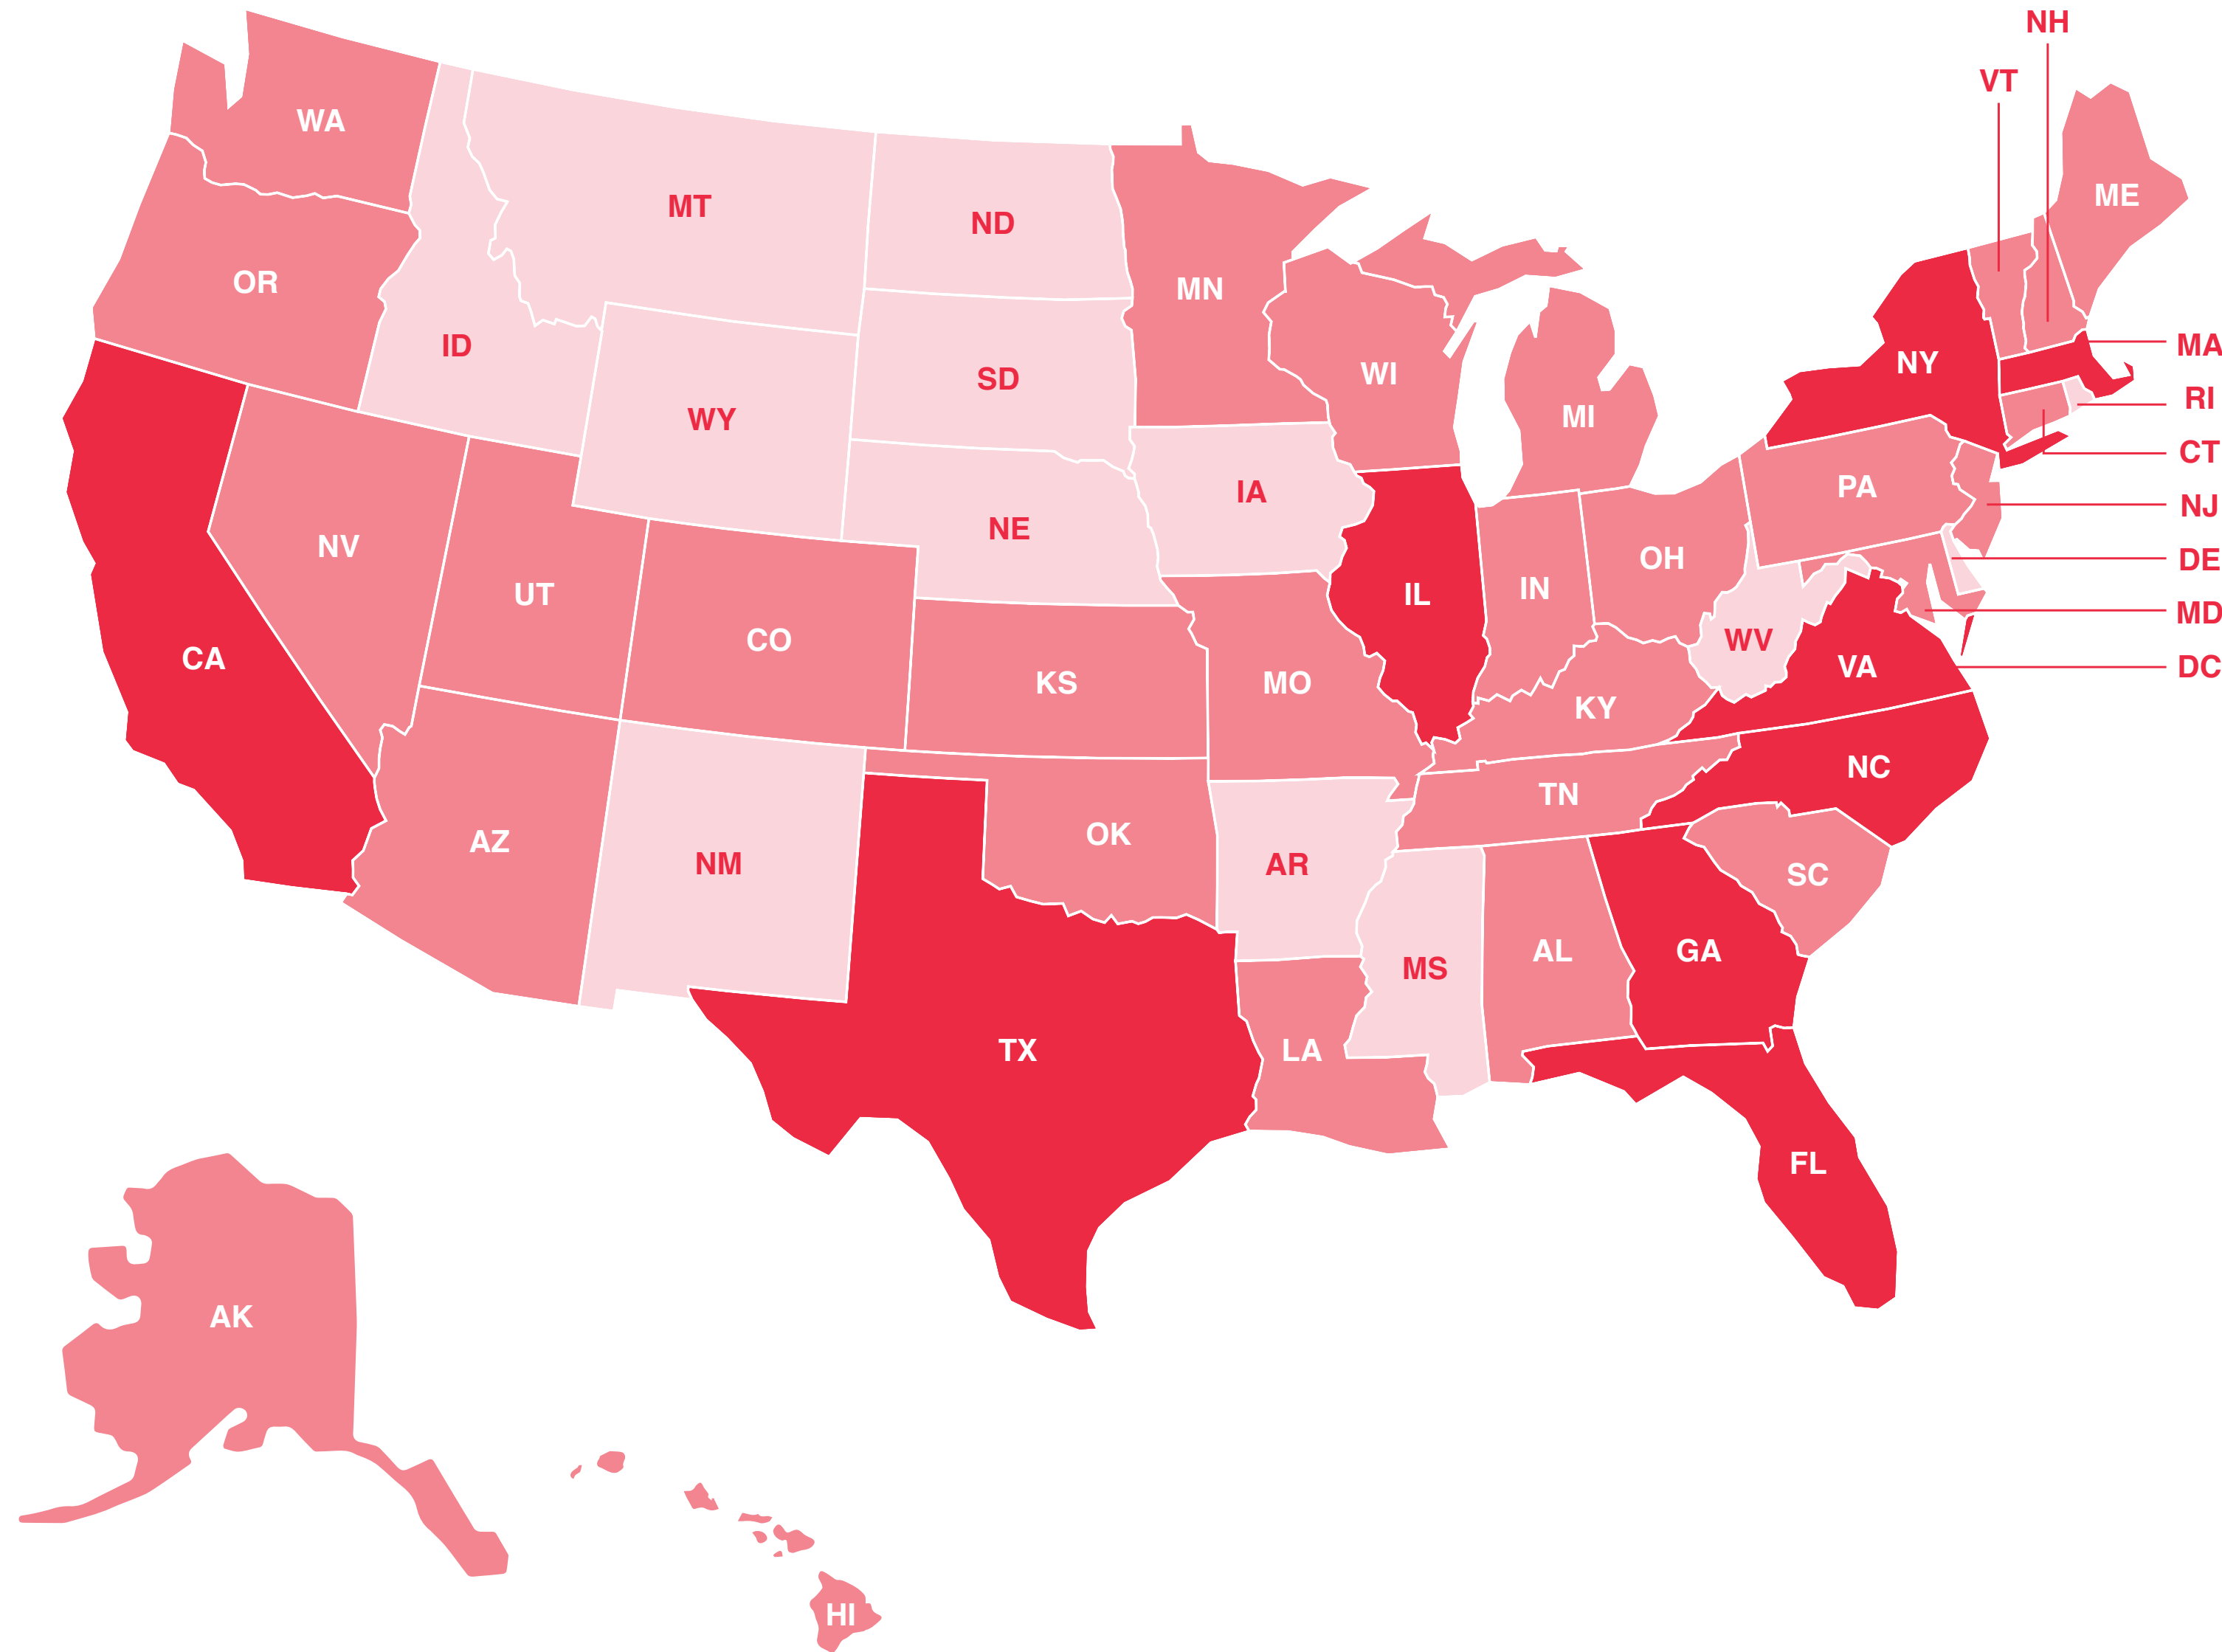 NH
VT
WA
ME
MT
ND
OR
MN
ID
MA
NY
WI
SD
RI
MI
WY
CT
PA
IA
NJ
NE
NV
OH
DE
IN
UT
IL
MD
CO
WV
CA
VA
DC
KS
MO
KY
NC
TN
OK
AZ
NM
AR
SC
AL
GA
MS
TX
LA
FL
AK
HI